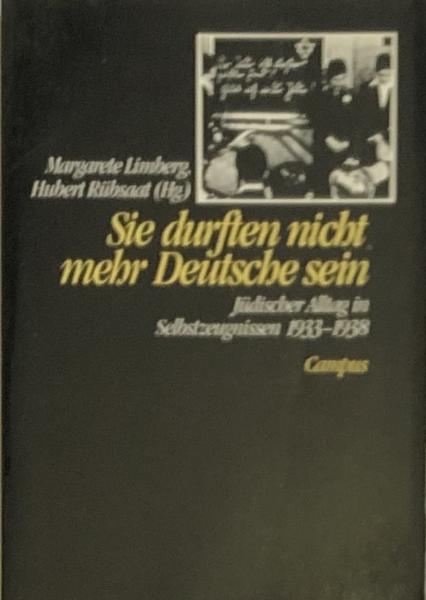 Margarete Limberg,
Hubert Rübsaat (Hg.)
Sie durften nicht
mehr Deutsche sein
Jüdischer Alltag in
Selbstzeugnissen 1933–1938
Campus